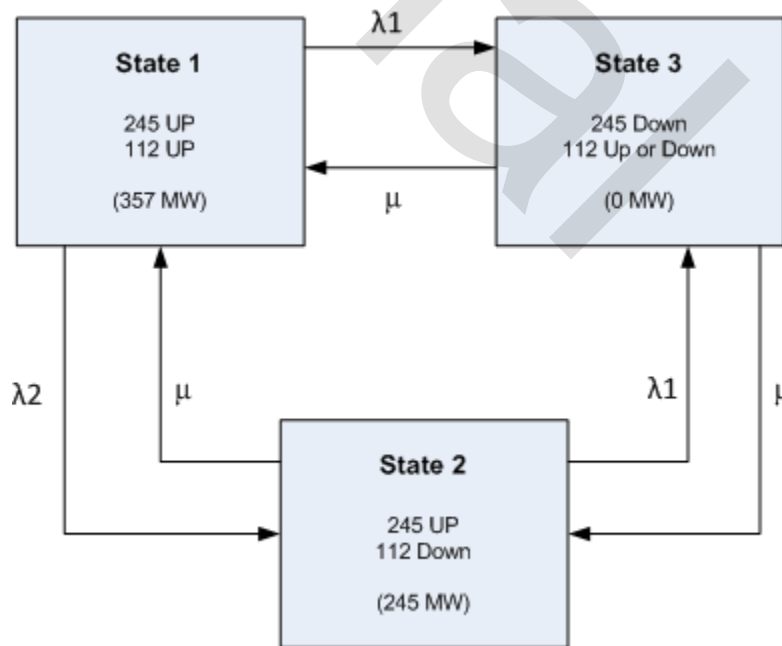 λ1
State 1
245 UP
112 UP
(357 MW)
State 3
245 Down
112 Up or Down
(0 MW)
μ
λ2
μ
λ1
μ
State 2
245 UP
112 Down
(245 MW)